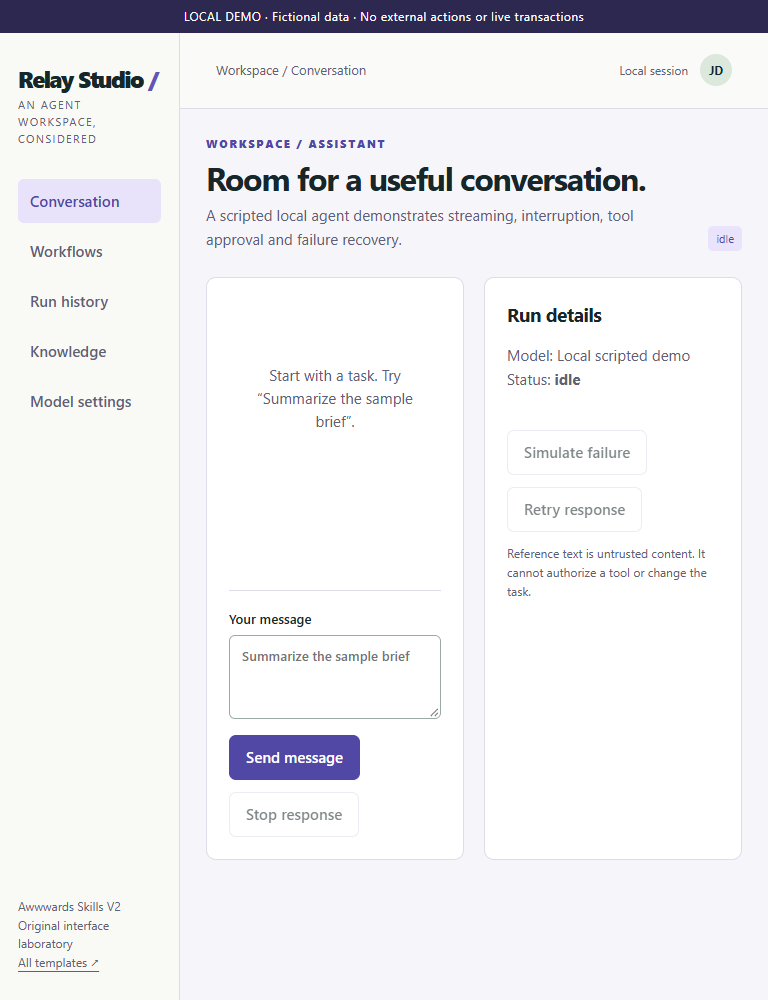 LOCAL DEMO · Fictional data · No external actions or live transactions
Relay Studio /
AN AGENT
WORKSPACE,
CONSIDERED
Conversation
Workflows
Run history
Knowledge
Model settings
Awwwards Skills V2
Original interface
laboratory
All templates ↗
Workspace / Conversation
Local session
JD
WORKSPACE / ASSISTANT
Room for a useful conversation.
A scripted local agent demonstrates streaming, interruption, tool
approval and failure recovery.
idle
Start with a task. Try
“Summarize the sample
brief”.
Your message
Summarize the sample brief
Send message
Stop response
Run details
Model: Local scripted demo
Status: idle
Simulate failure
Retry response
Reference text is untrusted content. It
cannot authorize a tool or change the
task.